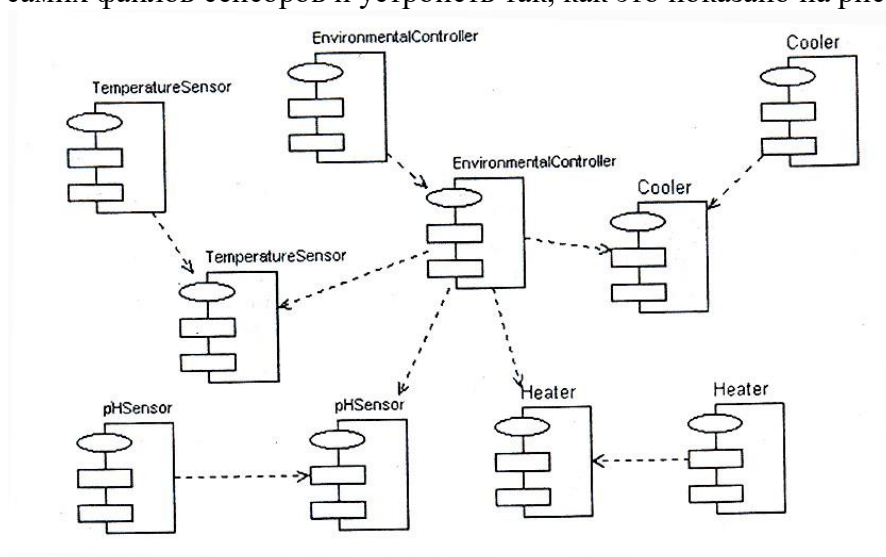 самих файлов сенсоров и устройств так, как это показано на рис
EnvironmentalController
Cooler
TemperatureSensor
EnvironmentalController
Cooler
TemperatureSensor
pHSensor
pHSensor
Heater
Heater